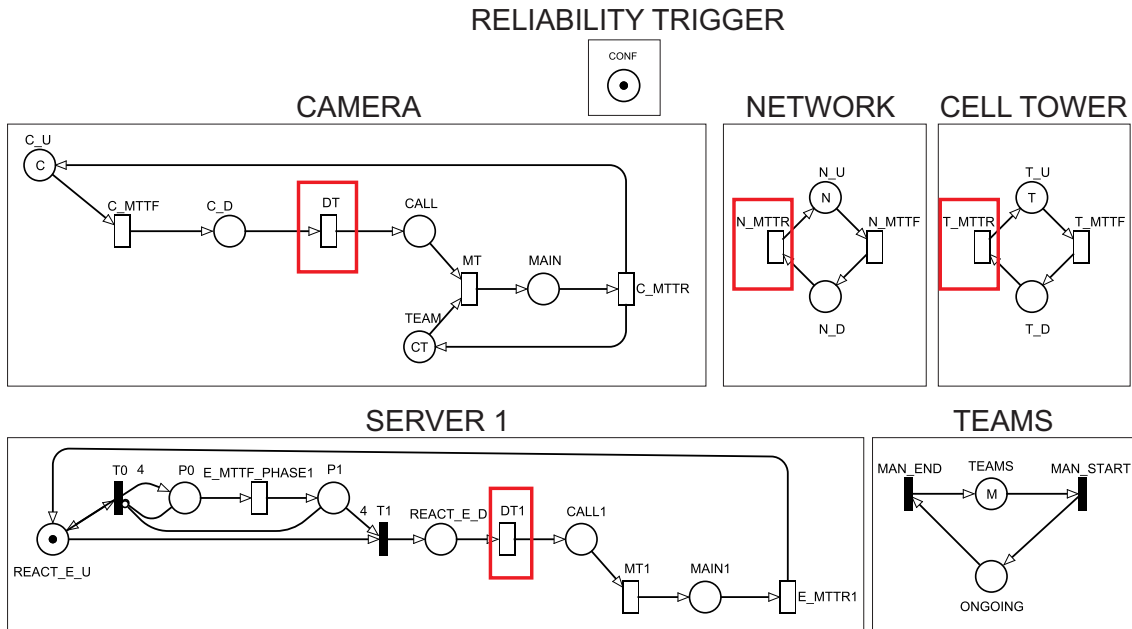 RELIABILITY TRIGGER
CONF
CAMERA
C_U
C
C_MTTF
C_D
DT
CALL
MT
MAIN
C_MTTR
TEAM
CT
NETWORK
N_U
N
N_MTTR
N_MTTF
N_D
CELL TOWER
T_U
T
T_MTTR
T_MTTF
T_D
SERVER 1
T0 4 P0 E_MTTF_PHASE1 P1
4 T1
REACT_E_U
REACT_E_D
DT1
CALL1
MT1
MAIN1
E_MTTR1
TEAMS
MAN_END
TEAMS
MAN_START
M
ONGOING